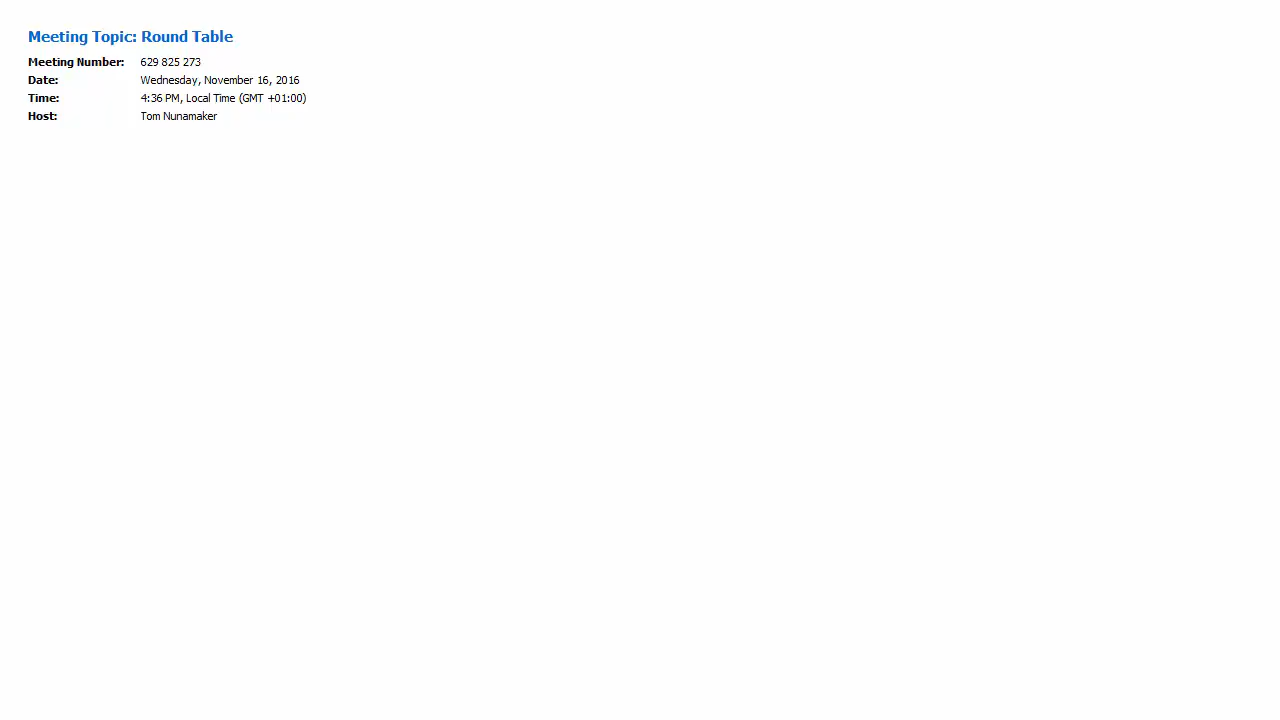 Meeting Topic: Round Table
Meeting Number: 629 825 273
Date: Wednesday, November 16, 2016
Time: 4:36 PM, Local Time (GMT +01:00)
Host: Tom Nunamaker